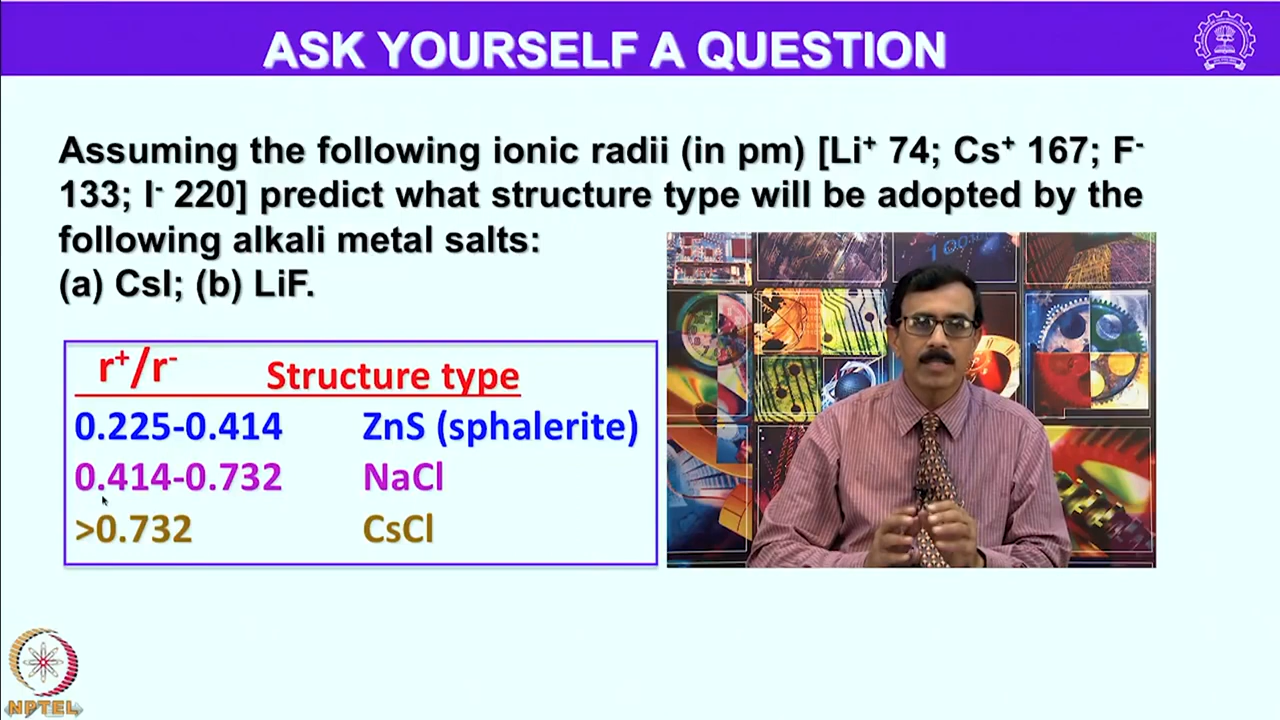 ASK YOURSELF A QUESTION
Assuming the following ionic radii (in pm) [Li⁺ 74; Cs⁺ 167; F⁻
133; I⁻ 220] predict what structure type will be adopted by the
following alkali metal salts:
(a) CsI; (b) LiF.
r⁺/r⁻ Structure type
0.225-0.414 ZnS (sphalerite)
0.414-0.732 NaCl
>0.732 CsCl
NPTEL